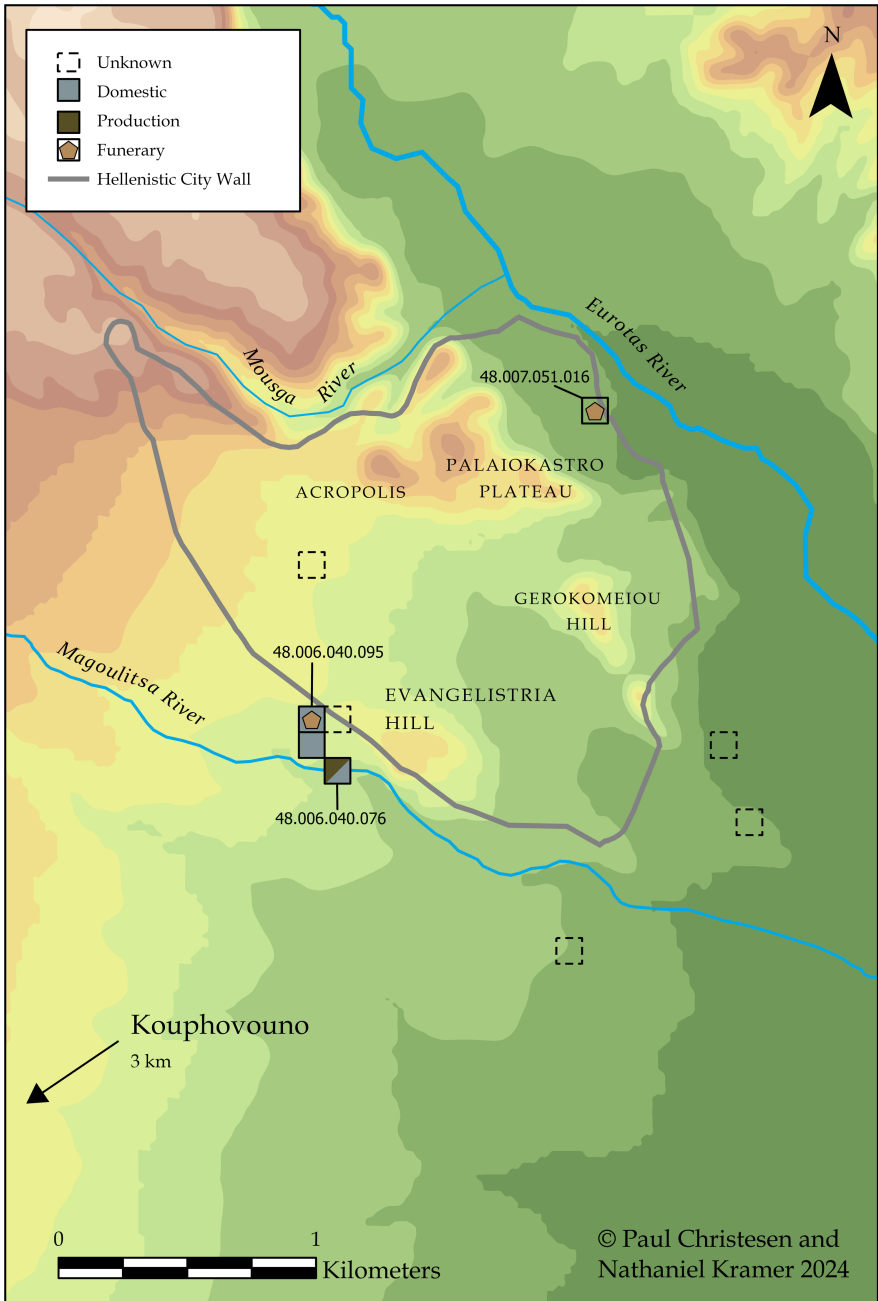 Unknown
Domestic
Production
Funerary
Hellenistic City Wall
N
Eurotas River
Mousga River
48.007.051.016
PALAIOKASTRO
PLATEAU
ACROPOLIS
GEROKOMEIOU
HILL
Magoulitsa River
48.006.040.095
EVANGELISTRIA
HILL
48.006.040.076
Kouphovouno
3 km
0 1
Kilometers
© Paul Christesen and
Nathaniel Kramer 2024